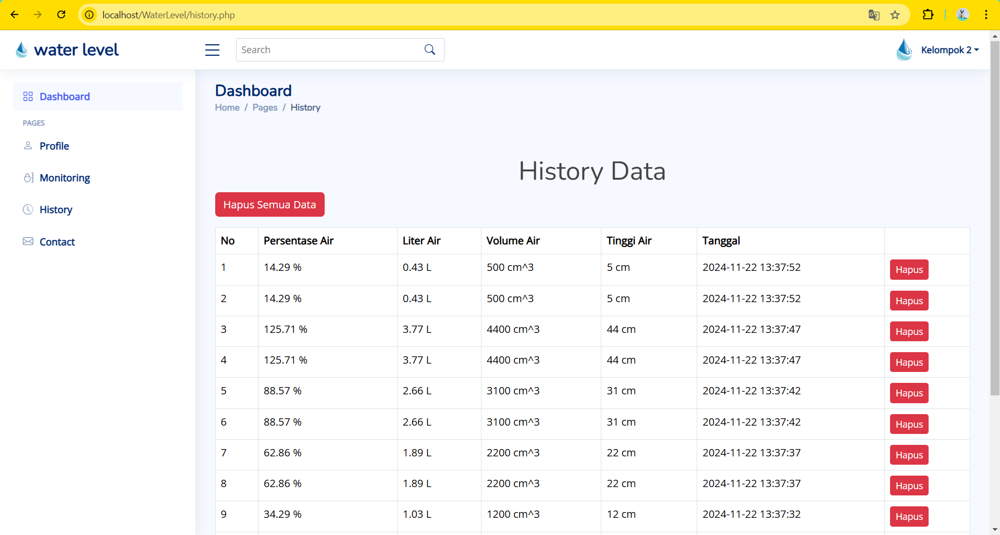 localhost/WaterLevel/history.php
water level
Search
Kelompok 2
Dashboard
PAGES
Profile
Monitoring
History
Contact
Dashboard
Home / Pages / History
History Data
Hapus Semua Data
No Persentase Air Liter Air Volume Air Tinggi Air Tanggal
1 14.29 % 0.43 L 500 cm^3 5 cm 2024-11-22 13:37:52 Hapus
2 14.29 % 0.43 L 500 cm^3 5 cm 2024-11-22 13:37:52 Hapus
3 125.71 % 3.77 L 4400 cm^3 44 cm 2024-11-22 13:37:47 Hapus
4 125.71 % 3.77 L 4400 cm^3 44 cm 2024-11-22 13:37:47 Hapus
5 88.57 % 2.66 L 3100 cm^3 31 cm 2024-11-22 13:37:42 Hapus
6 88.57 % 2.66 L 3100 cm^3 31 cm 2024-11-22 13:37:42 Hapus
7 62.86 % 1.89 L 2200 cm^3 22 cm 2024-11-22 13:37:37 Hapus
8 62.86 % 1.89 L 2200 cm^3 22 cm 2024-11-22 13:37:37 Hapus
9 34.29 % 1.03 L 1200 cm^3 12 cm 2024-11-22 13:37:32 Hapus